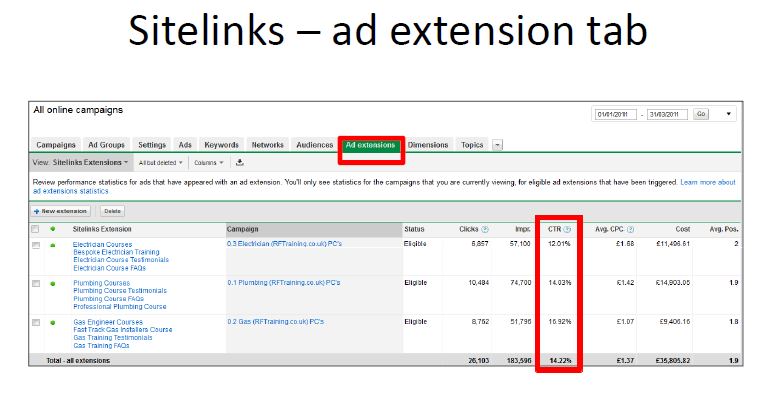 Sitelinks – ad extension tab
All online campaigns
01/01/2011 - 31/03/2011 Go
Campaigns Ad Groups Settings Ads Keywords Networks Audiences Ad extensions Dimensions Topics
View: Sitelinks Extensions All but deleted Columns
Review performance statistics for ads that have appeared with an ad extension. You'll only see statistics for the campaigns that you are currently viewing, for eligible ad extensions that have been triggered. Learn more about
ad extensions statistics.
+ New extension Delete
Sitelinks Extension Campaign Status Clicks Impr. CTR Avg. CPC Cost Avg. Pos.
Electrician Courses 0.3 Electrician (RFTraining.co.uk) PC's Eligible 6,857 57,100 12.01% £1.68 £11,496.61 2
Bespoke Electrician Training
Electrician Course Testimonials
Electrician Course FAQs
Plumbing Courses 0.1 Plumbing (RFTraining.co.uk) PC's Eligible 10,484 74,700 14.03% £1.42 £14,903.05 1.9
Plumbing Course Testimonials
Plumbing Course FAQs
Professional Plumbing Course
Gas Engineer Courses 0.2 Gas (RFTraining.co.uk) PC's Eligible 8,762 51,796 16.92% £1.07 £9,406.16 1.8
Fast Track Gas Installers Course
Gas Training Testimonials
Gas Training FAQs
Total - all extensions 26,103 183,596 14.22% £1.37 £35,805.82 1.9